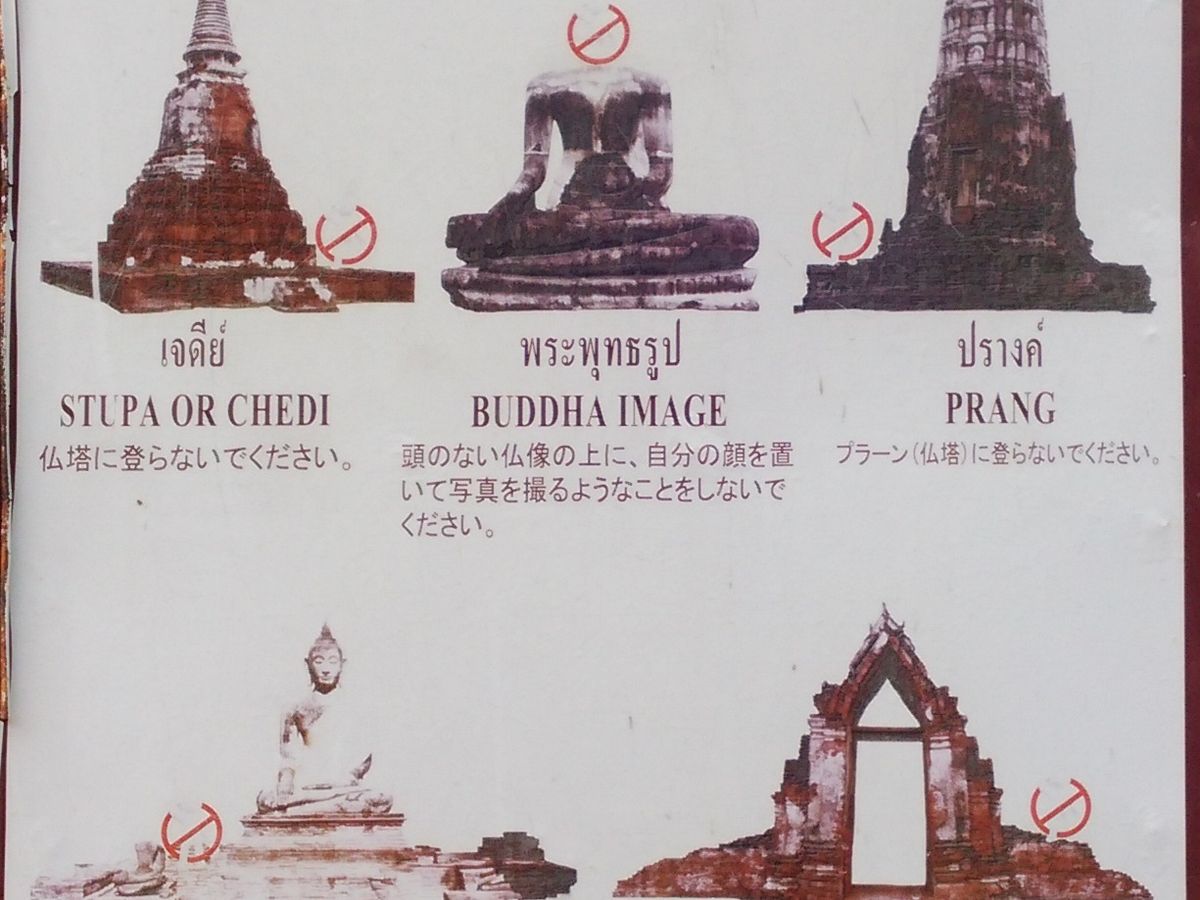 เจดีย์
STUPA OR CHEDI
仏塔に登らないでください。
พระพุทธรูป
BUDDHA IMAGE
頭のない仏像の上に、自分の顔を置
いて写真を撮るようなことをしないで
ください。
ปรางค์
PRANG
プラーン(仏塔)に登らないでください。